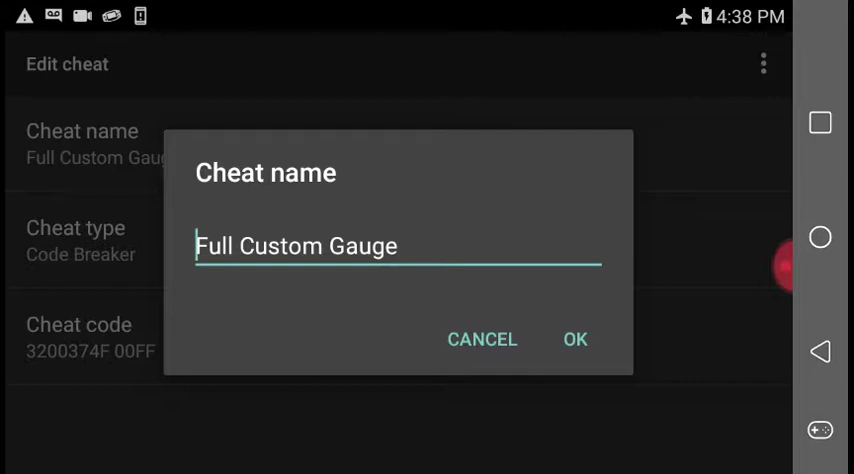 4:38 PM
Edit cheat
Cheat name
Full Custom Gaug
Cheat type
Code Breaker
Cheat code
3200374F 00FF
Cheat name
Full Custom Gauge
CANCEL OK